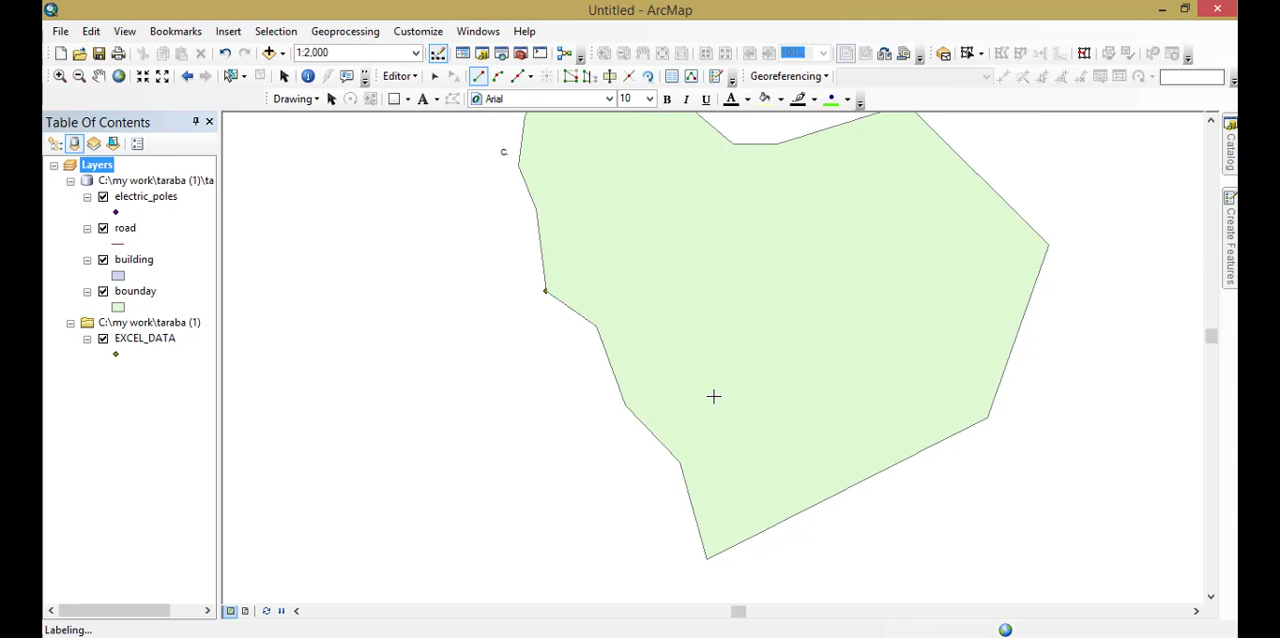 Untitled - ArcMap
File Edit View Bookmarks Insert Selection Geoprocessing Customize Windows Help
1:2,000
Editor Georeferencing
Drawing A Arial 10 B I U A
Table Of Contents
Layers
C:\my work\taraba (1)\ta
electric_poles
road
building
bounday
C:\my work\taraba (1)
EXCEL_DATA
c.
Catalog
Create Features
Labeling...